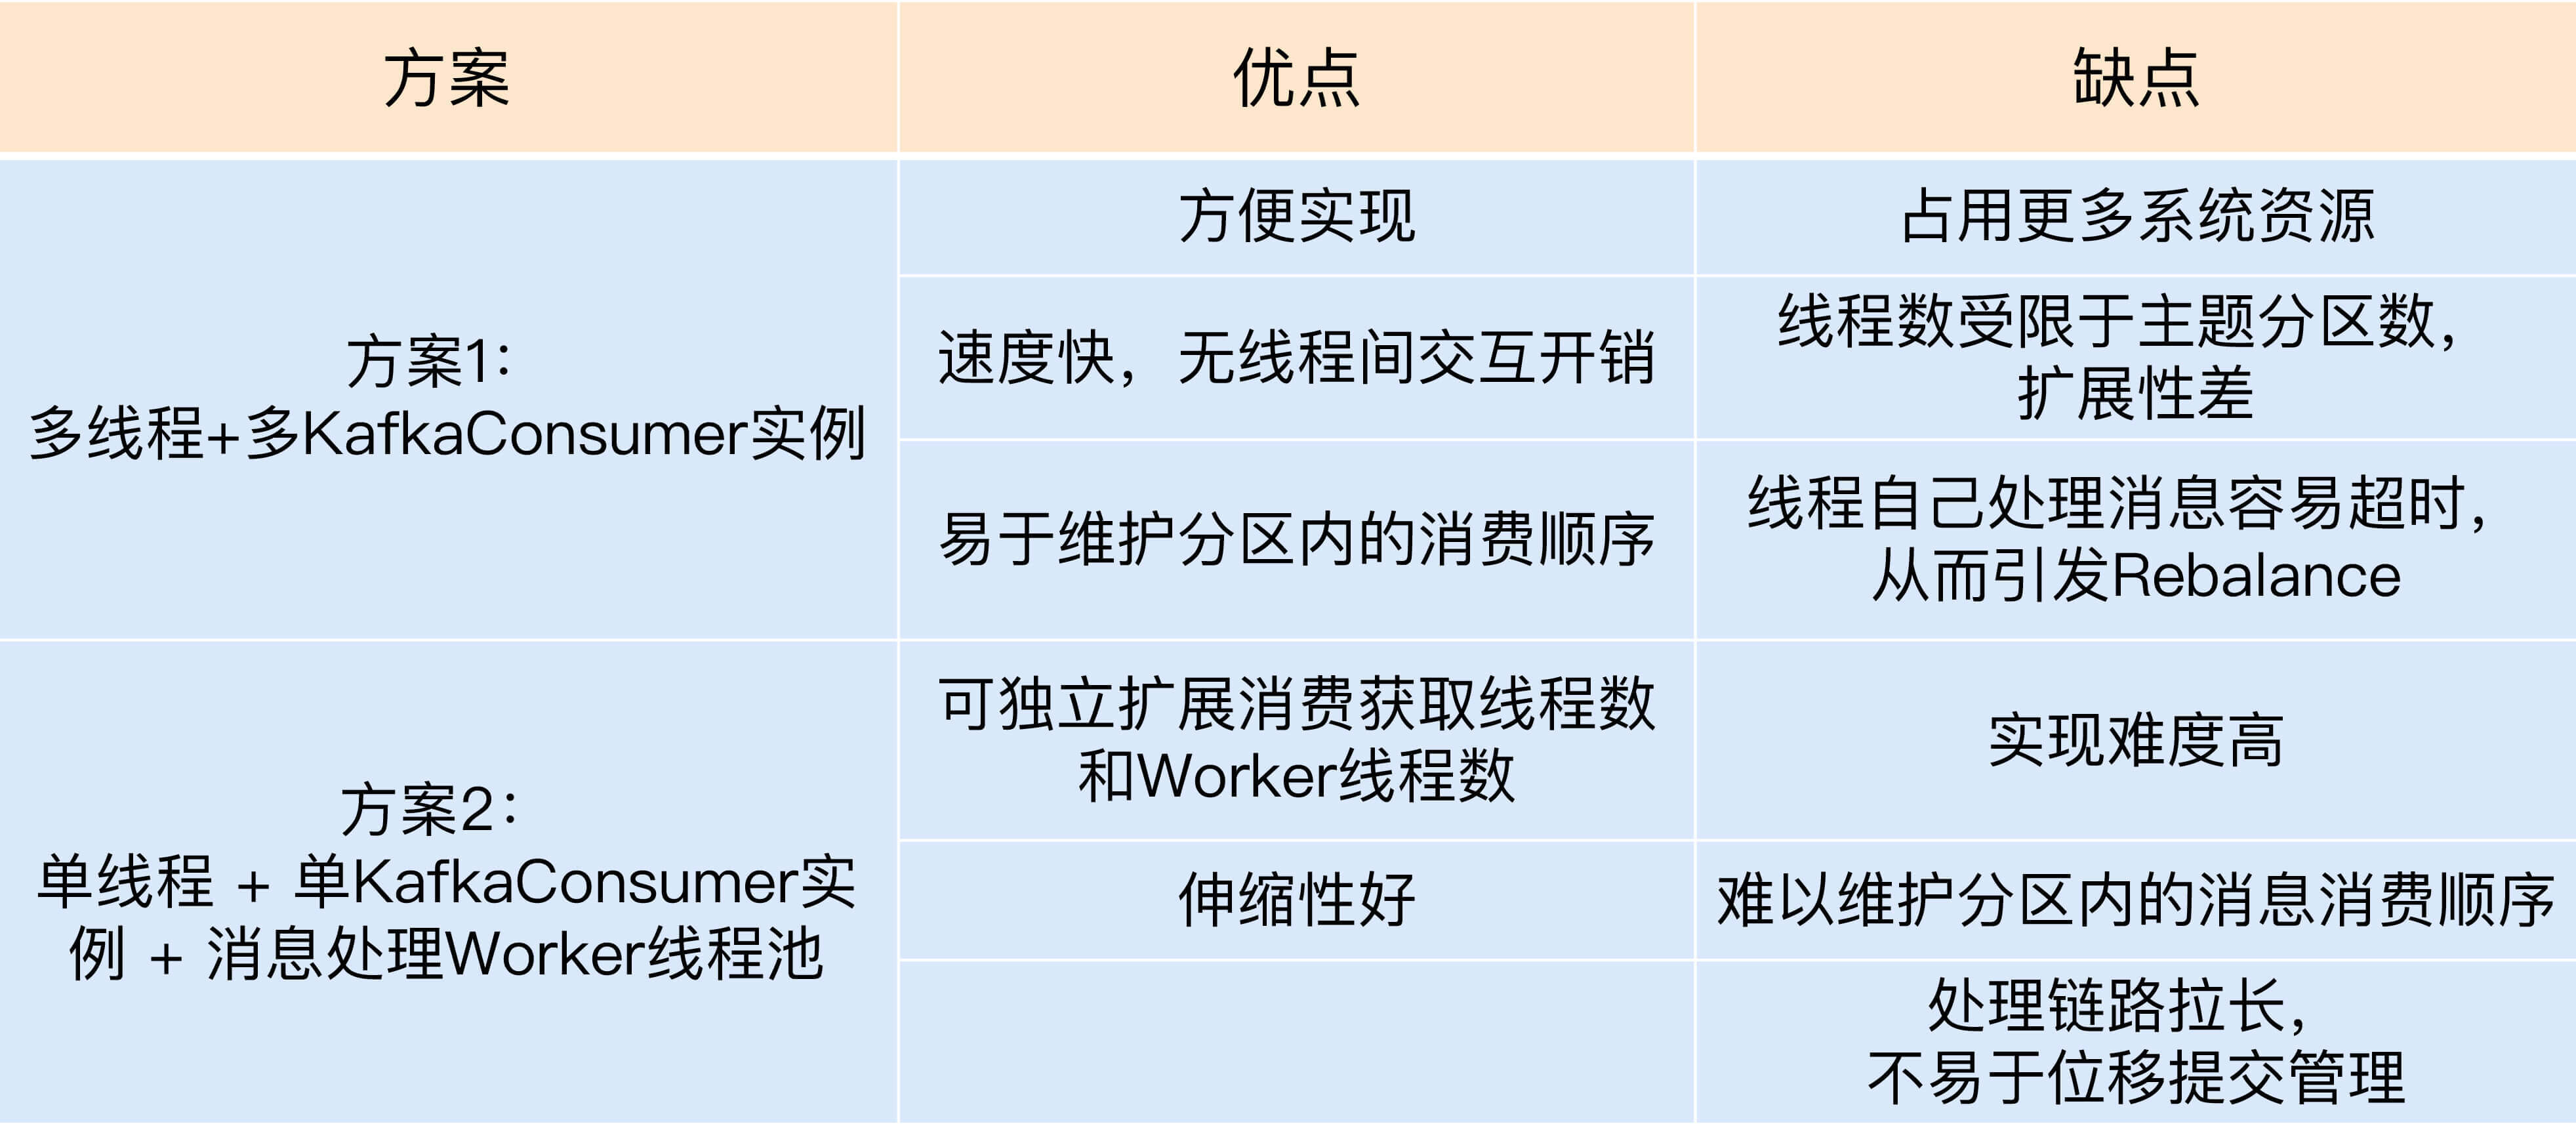 方案
优点
缺点
方案1：
多线程+多KafkaConsumer实例
方便实现
占用更多系统资源
速度快，无线程间交互开销
线程数受限于主题分区数，
扩展性差
易于维护分区内的消费顺序
线程自己处理消息容易超时，
从而引发Rebalance
方案2：
单线程 + 单KafkaConsumer实
例 + 消息处理Worker线程池
可独立扩展消费获取线程数
和Worker线程数
实现难度高
伸缩性好
难以维护分区内的消息消费顺序
处理链路拉长，
不易于位移提交管理